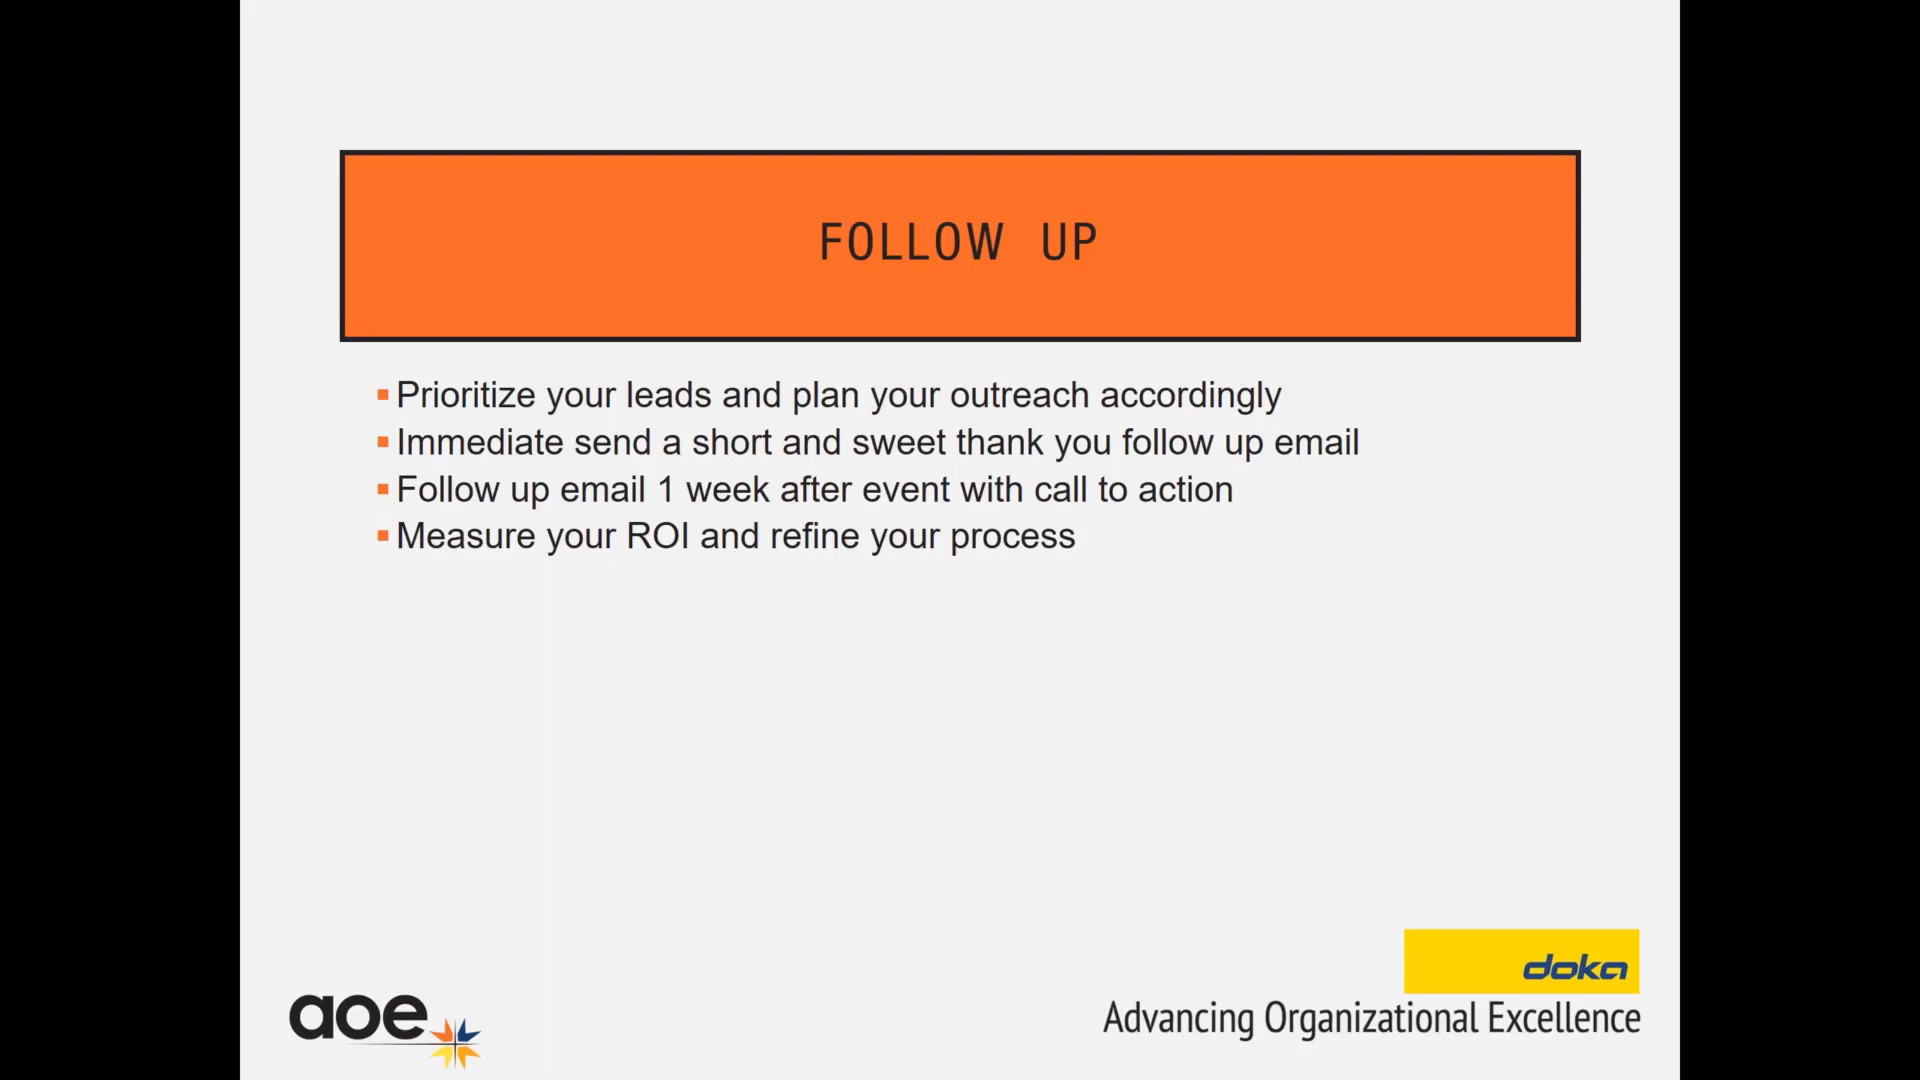 FOLLOW UP
Prioritize your leads and plan your outreach accordingly
Immediate send a short and sweet thank you follow up email
Follow up email 1 week after event with call to action
Measure your ROI and refine your process
doka
aoe
Advancing Organizational Excellence